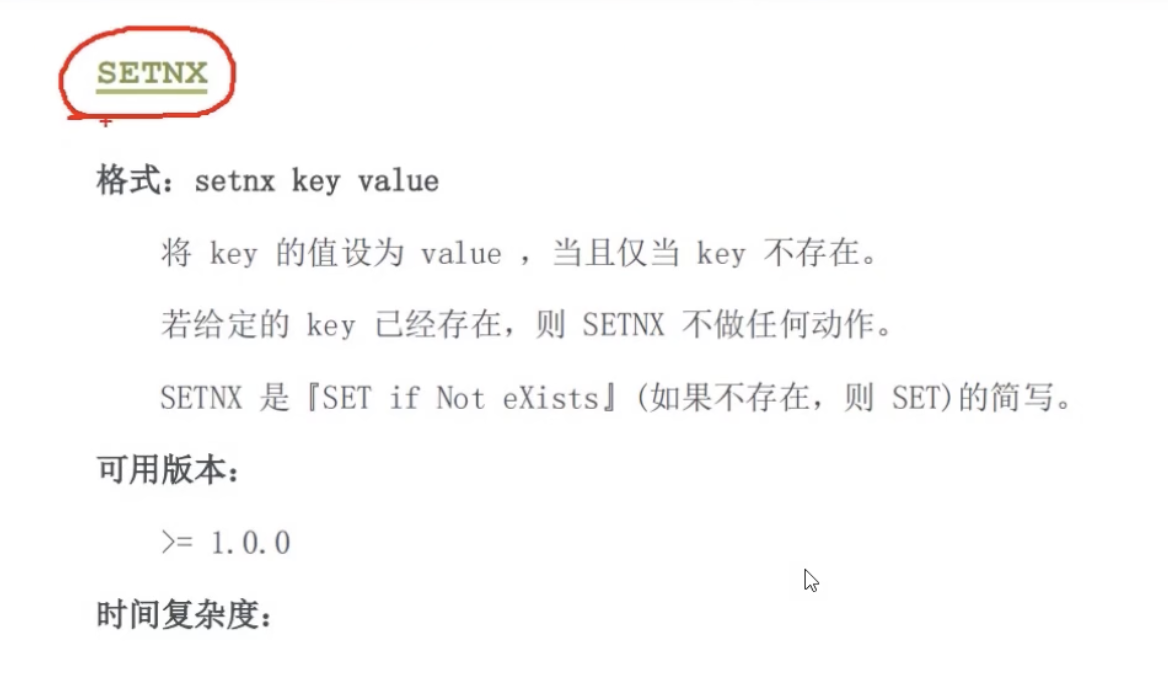 SETNX
格式：setnx key value
将 key 的值设为 value ，当且仅当 key 不存在。
若给定的 key 已经存在，则 SETNX 不做任何动作。
SETNX 是『SET if Not eXists』(如果不存在，则 SET)的简写。
可用版本：
>= 1.0.0
时间复杂度：